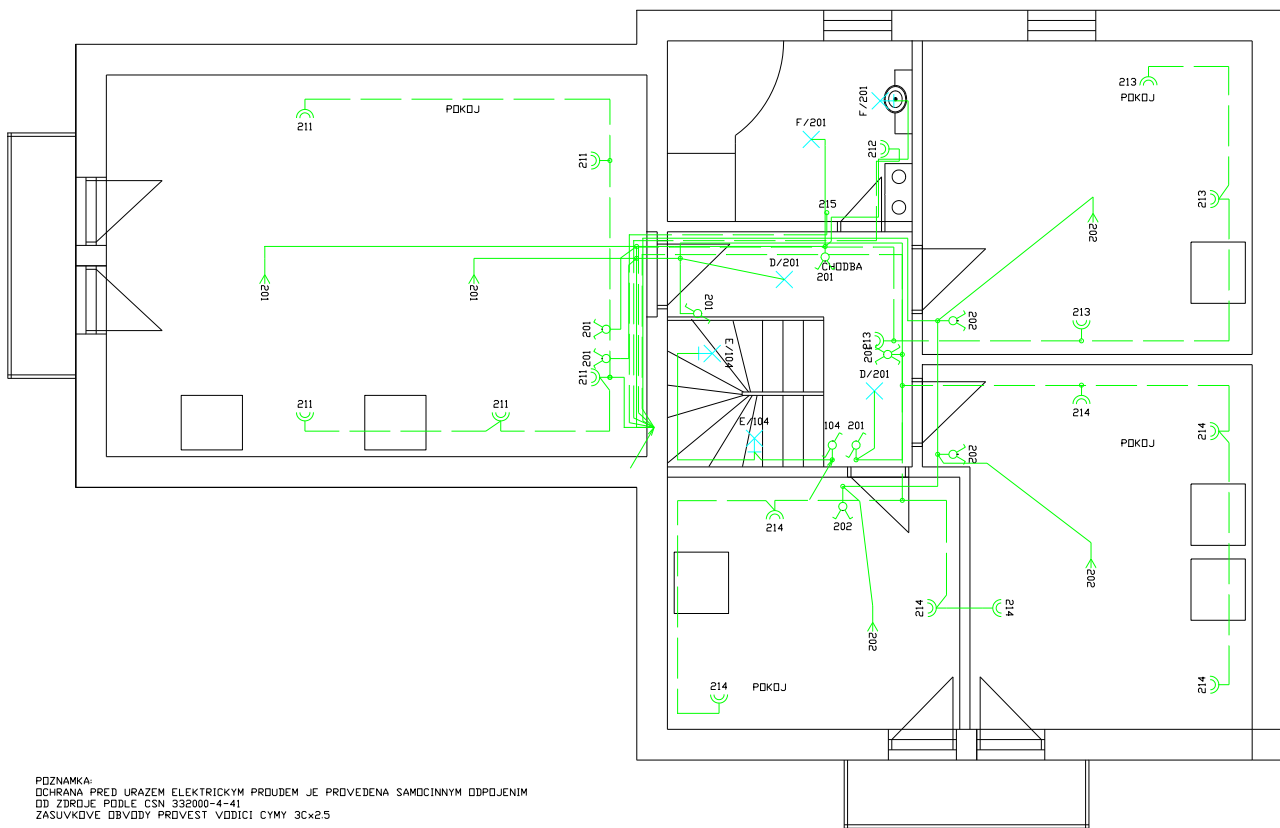 213
POKOJ
F/201
POKOJ
211
F/201
212
211
213
215
202
D/201
CHODBA
201
201
201
201
213
202
201
213
E/104
201
201
D/201
211
211
211
214
E/104
104
201
214
POKOJ
202
214
202
202
214
214
202
214
POKOJ
214
POZNAMKA:
OCHRANA PRED URAZEM ELEKTRICKYM PROUDEM JE PROVEDENA SAMOCINNYM ODPOJENIM
OD ZDROJE PODLE CSN 332000-4-41
ZASUVKOVE OBVODY PROVEST VODICI CYMY 3Cx2.5